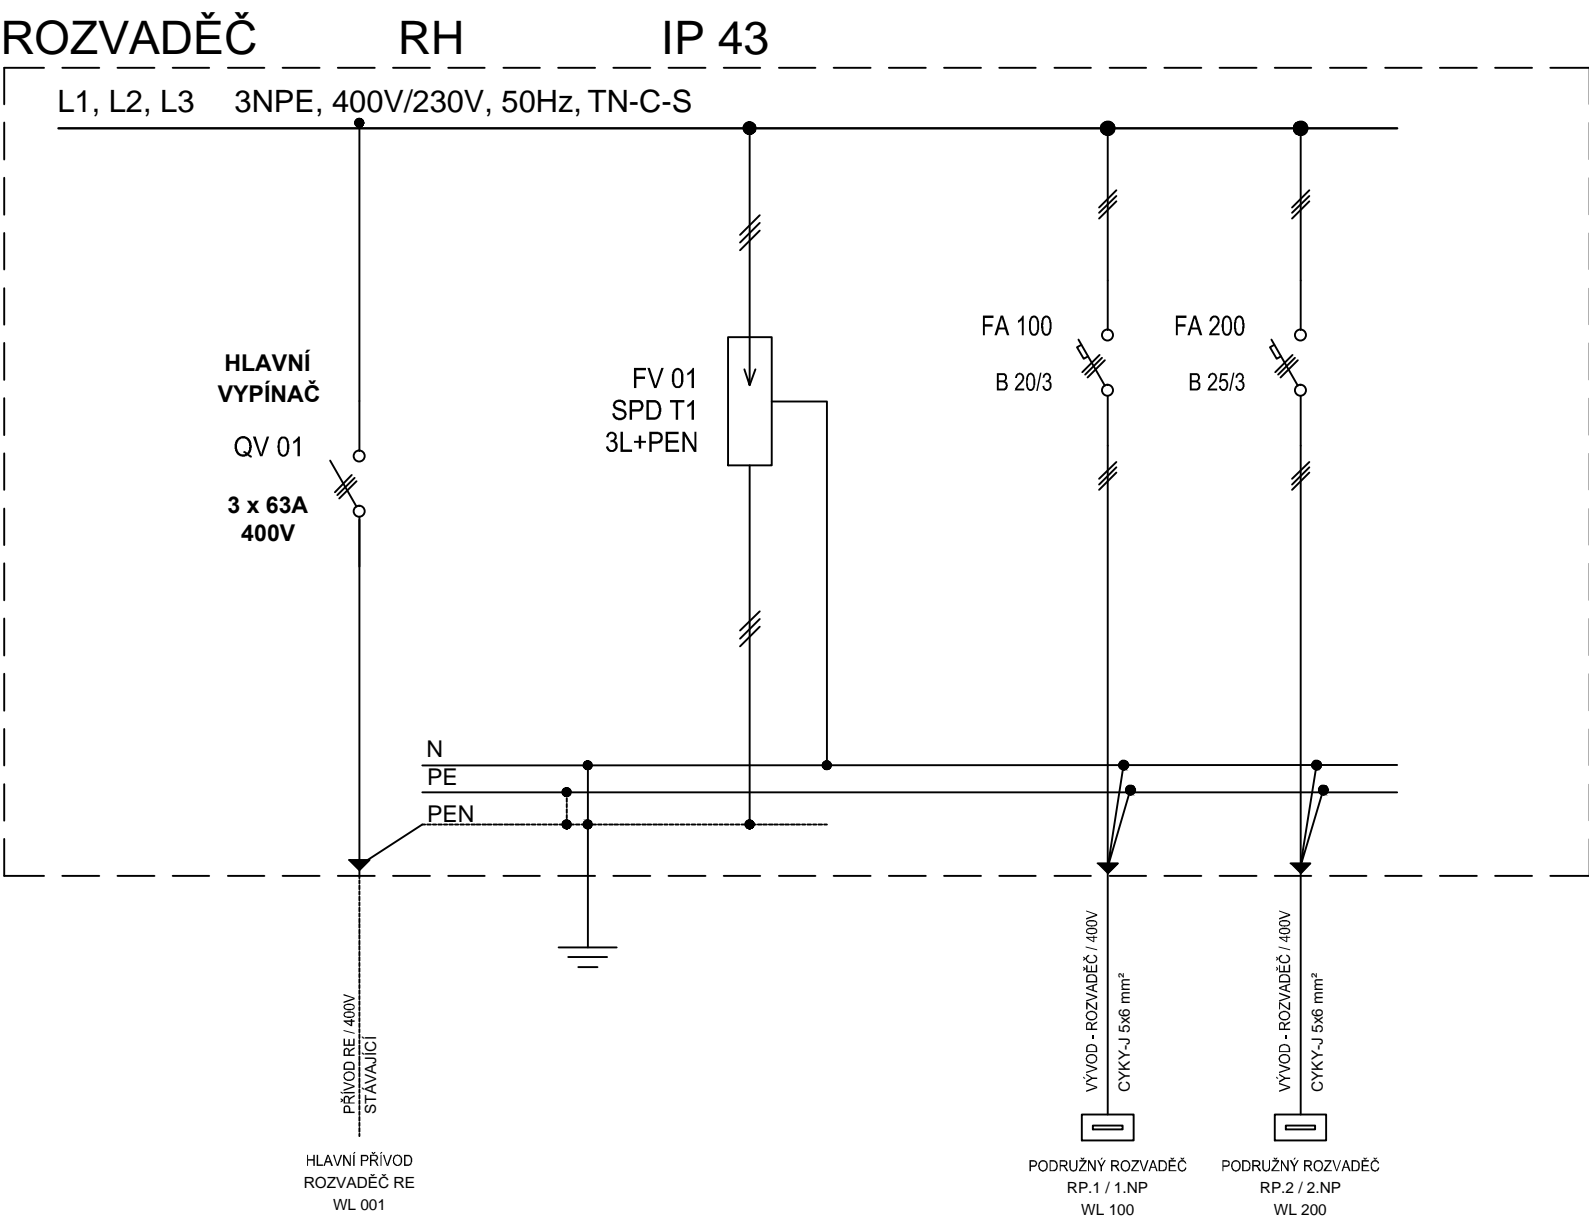 ROZVADĚČ RH IP 43
L1, L2, L3 3NPE, 400V/230V, 50Hz, TN-C-S
HLAVNÍ
VYPÍNAČ
QV 01
3 x 63A
400V
FV 01
SPD T1
3L+PEN
FA 100
B 20/3
FA 200
B 25/3
N
PE
PEN
PŘÍVOD RE / 400V
STÁVAJÍCÍ
HLAVNÍ PŘÍVOD
ROZVADĚČ RE
WL 001
VÝVOD - ROZVADĚČ / 400V
CYKY-J 5x6 mm²
PODRUŽNÝ ROZVADĚČ
RP.1 / 1.NP
WL 100
VÝVOD - ROZVADĚČ / 400V
CYKY-J 5x6 mm²
PODRUŽNÝ ROZVADĚČ
RP.2 / 2.NP
WL 200